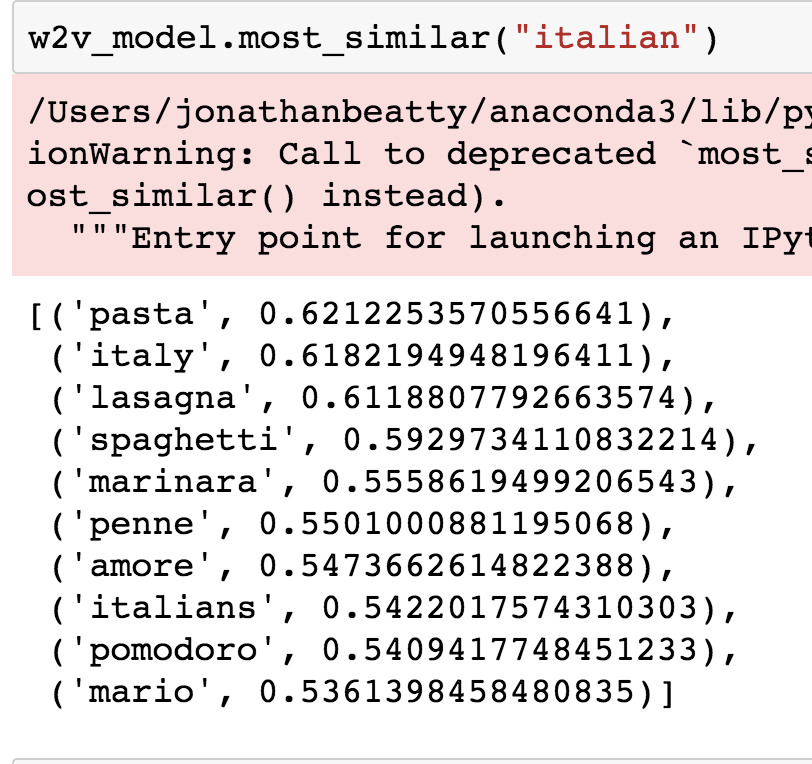 w2v_model.most_similar("italian")
/Users/jonathanbeatty/anaconda3/lib/py
ionWarning: Call to deprecated `most_s
ost_similar() instead).
"""Entry point for launching an IPyt
[('pasta', 0.6212253570556641),
('italy', 0.6182194948196411),
('lasagna', 0.6118807792663574),
('spaghetti', 0.5929734110832214),
('marinara', 0.5558619499206543),
('penne', 0.5501000881195068),
('amore', 0.5473662614822388),
('italians', 0.5422017574310303),
('pomodoro', 0.5409417748451233),
('mario', 0.5361398458480835)]